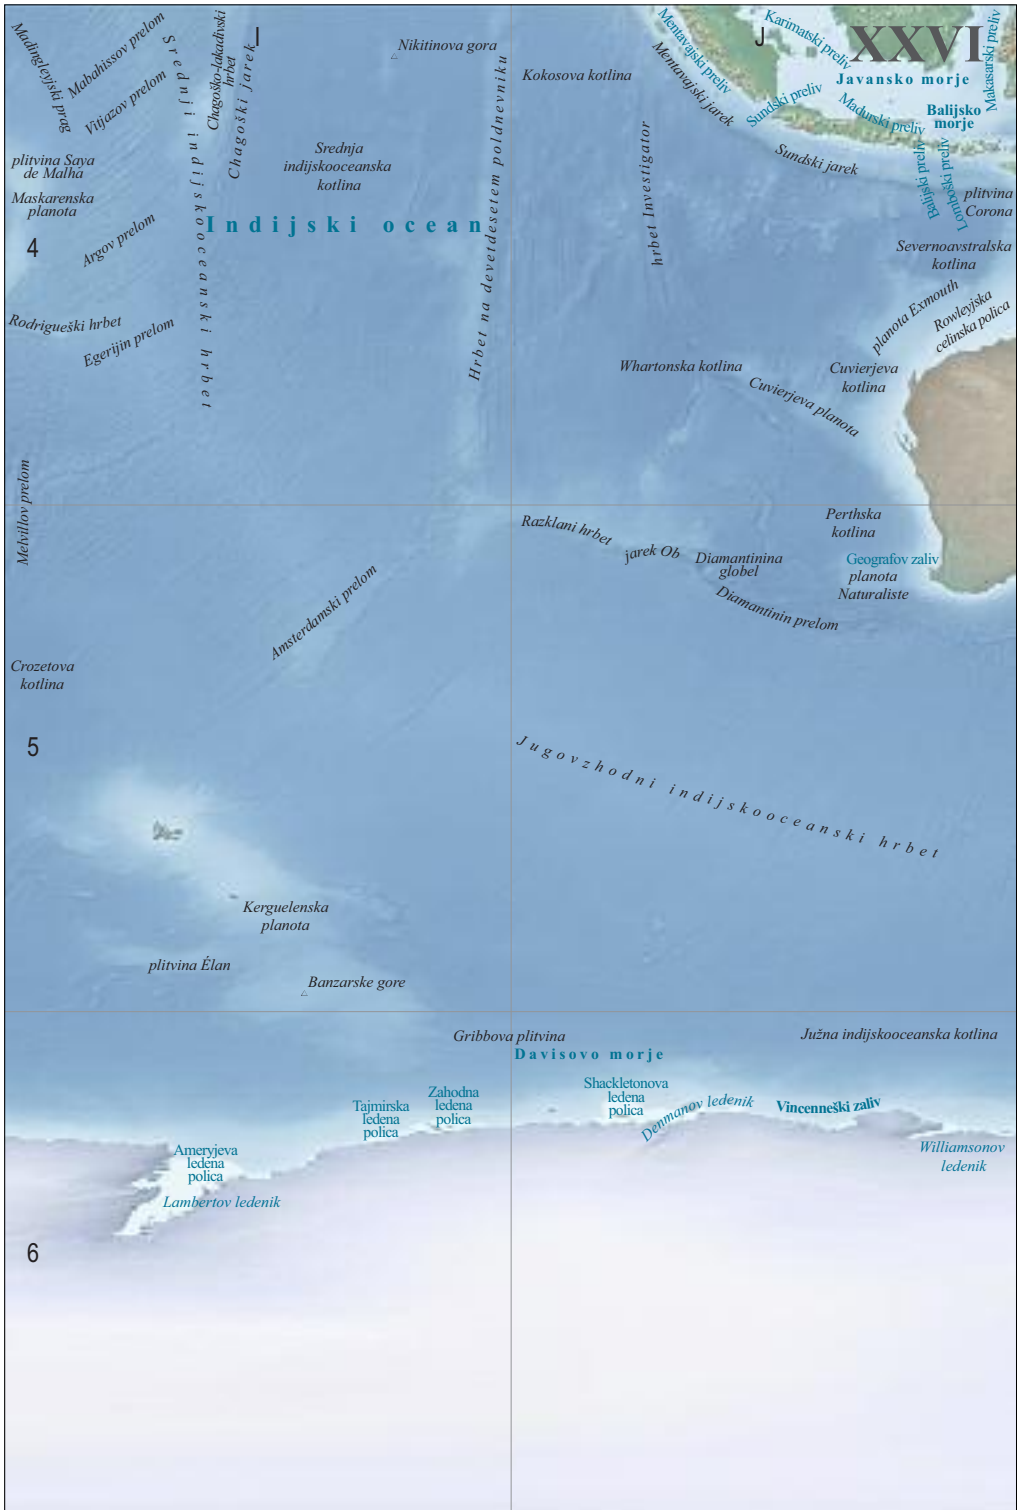 I
J
XXVI
Madingleyjski prag
Mabahissov prelom
Vitjazov prelom
Srednji indijskooceanski hrbet
Chagoško-lakadivski
hrbet
Chagoški jarek
Nikitinova gora
Kokosova kotlina
Mentavajski preliv
Mentavajski jarek
Karimatski preliv
Javansko morje
Makasarski preliv
Sundski preliv
Madurski preliv
Balijsko
morje
Sundski jarek
Balijski preliv
Lomboški preliv
plitvina
Corona
plitvina Saya
de Malha
Maskarenska
planota
Srednja
indijskooceanska
kotlina
Hrbet na devetdesetem poldnevniku
hrbet Investigator
Indijski ocean
4
Argov prelom
Severnoavstralska
kotlina
planota Exmouth
Rowleyjska
celinska polica
Rodrigueški hrbet
Egerijin prelom
Whartonska kotlina
Cuvierjeva
kotlina
Cuvierjeva planota
Melvillov prelom
Razklani hrbet
jarek Ob
Diamantinina
globel
Diamantinin prelom
Perthska
kotlina
Geografov zaliv
planota
Naturaliste
Amsterdamski prelom
Crozetova
kotlina
5
Jugovzhodni indijskooceanski hrbet
Kerguelenska
planota
plitvina Élan
Banzarske gore
Gribbova plitvina
Južna indijskooceanska kotlina
Davisovo morje
Shackletonova
ledena
polica
Zahodna
ledena
polica
Tajmirska
ledena
polica
Denmanov ledenik
Vincenneški zaliv
Williamsonov
ledenik
Ameryjeva
ledena
polica
Lambertov ledenik
6